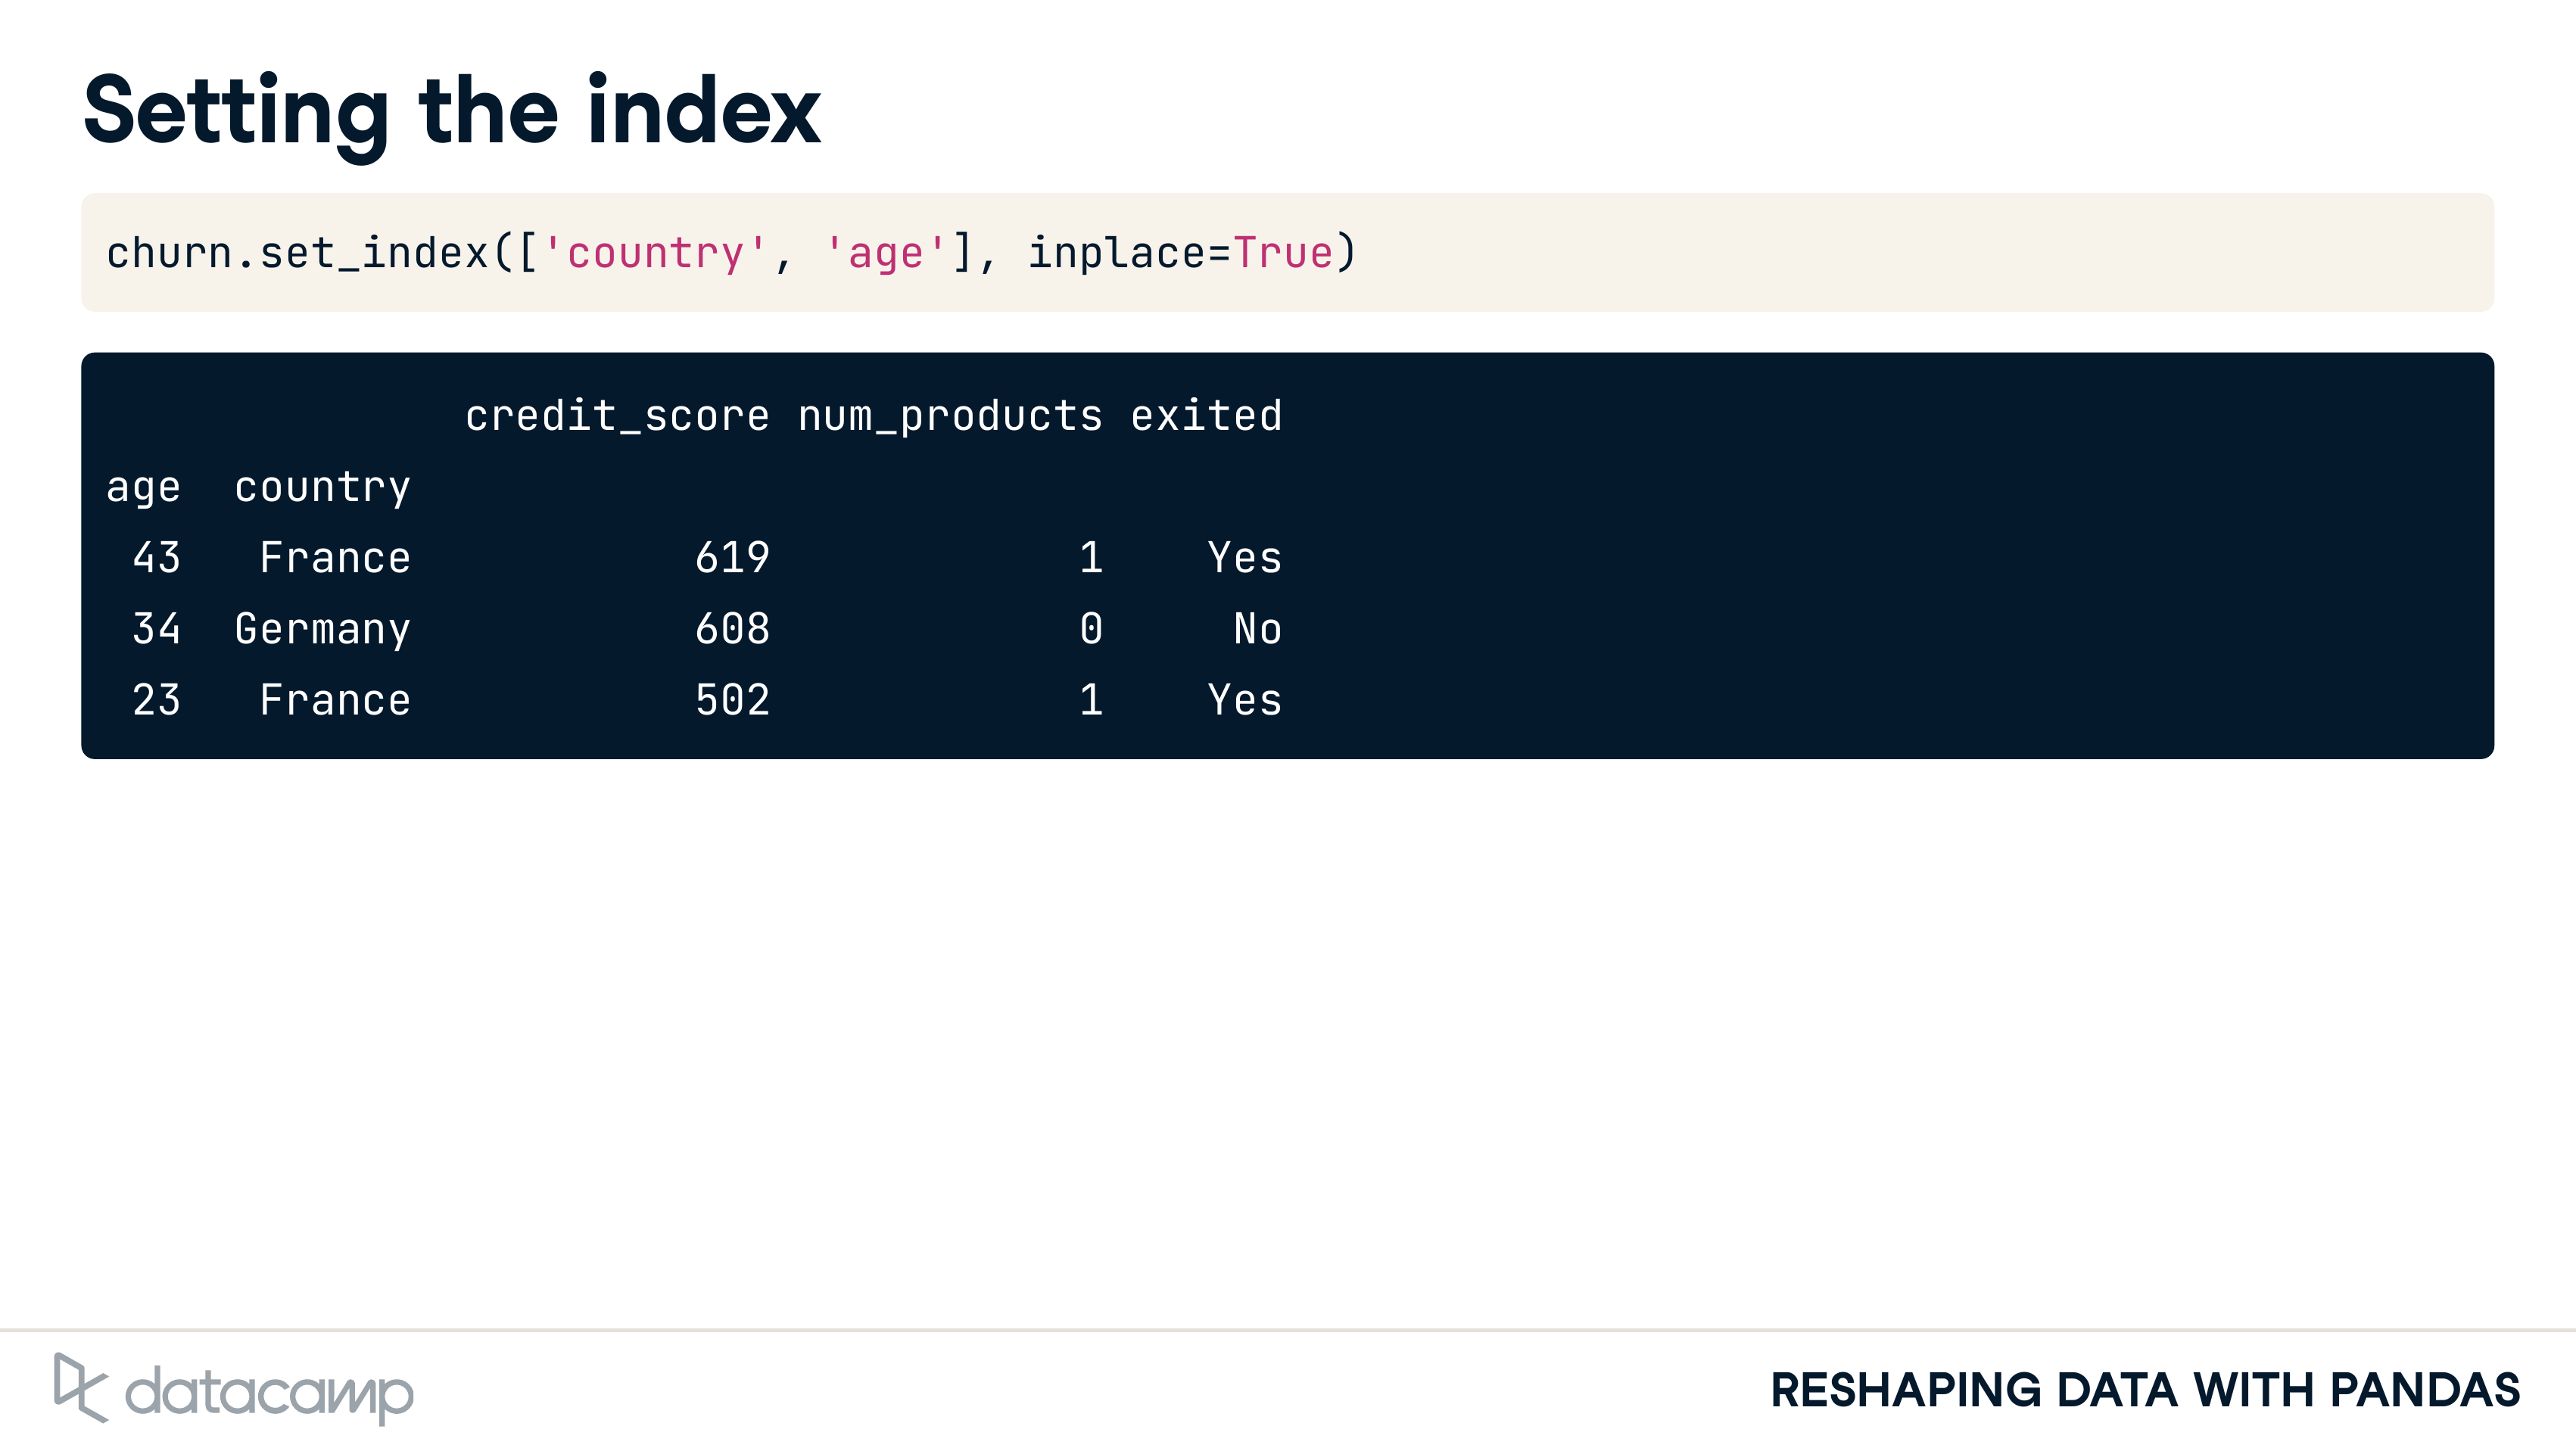 Setting the index
churn.set_index(['country', 'age'], inplace=True)
credit_score num_products exited
age country
43 France 619 1 Yes
34 Germany 608 0 No
23 France 502 1 Yes
datacamp
RESHAPING DATA WITH PANDAS